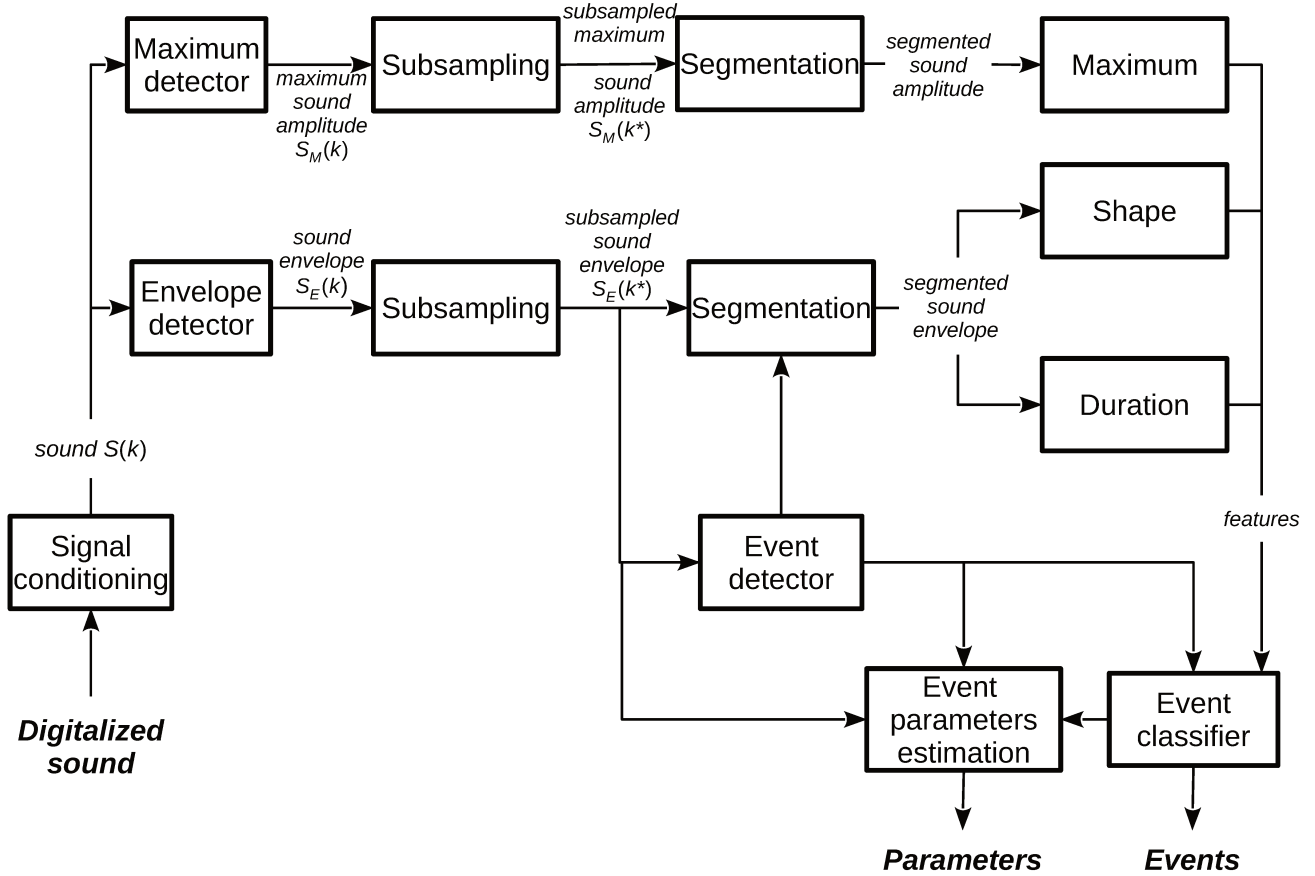 Maximum
detector
maximum
sound
amplitude
S_M(k)
Subsampling
subsampled
maximum
sound
amplitude
S_M(k*)
Segmentation
segmented
sound
amplitude
Maximum
Envelope
detector
sound
envelope
S_E(k)
Subsampling
subsampled
sound
envelope
S_E(k*)
Segmentation
segmented
sound
envelope
Shape
Duration
sound S(k)
Signal
conditioning
Digitalized
sound
Event
detector
features
Event
parameters
estimation
Event
classifier
Parameters
Events